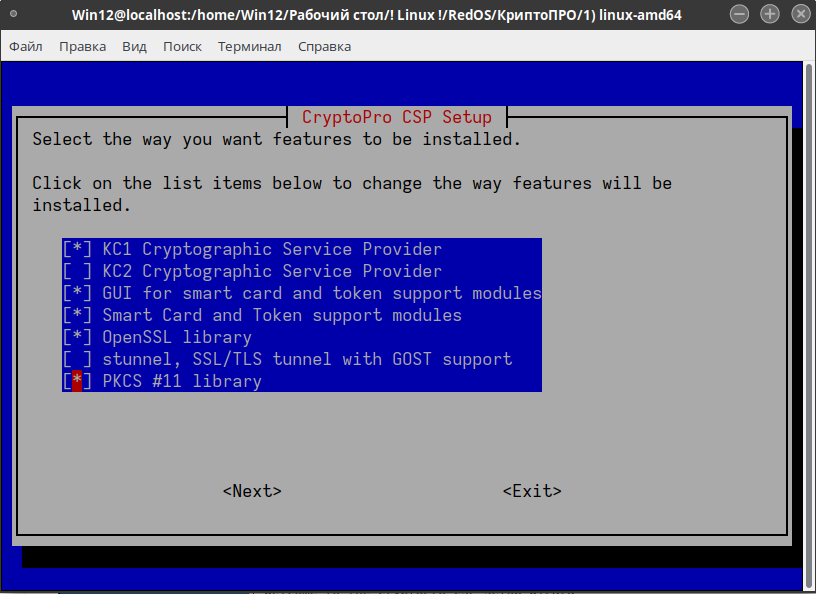 Win12@localhost:/home/Win12/Рабочий стол/! Linux !/RedOS/КриптоПРО/1) linux-amd64
Файл Правка Вид Поиск Терминал Справка
CryptoPro CSP Setup
Select the way you want features to be installed.
Click on the list items below to change the way features will be
installed.
[*] KC1 Cryptographic Service Provider
[ ] KC2 Cryptographic Service Provider
[*] GUI for smart card and token support modules
[*] Smart Card and Token support modules
[*] OpenSSL library
[ ] stunnel, SSL/TLS tunnel with GOST support
[*] PKCS #11 library
<Next> <Exit>